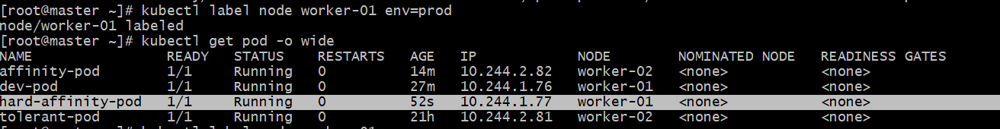 [root@master ~]# kubectl label node worker-01 env=prod
node/worker-01 labeled
[root@master ~]# kubectl get pod -o wide
NAME READY STATUS RESTARTS AGE IP NODE NOMINATED NODE READINESS GATES
affinity-pod 1/1 Running 0 14m 10.244.2.82 worker-02 <none> <none>
dev-pod 1/1 Running 0 27m 10.244.1.76 worker-01 <none> <none>
hard-affinity-pod 1/1 Running 0 52s 10.244.1.77 worker-01 <none> <none>
tolerant-pod 1/1 Running 0 21h 10.244.2.81 worker-02 <none> <none>